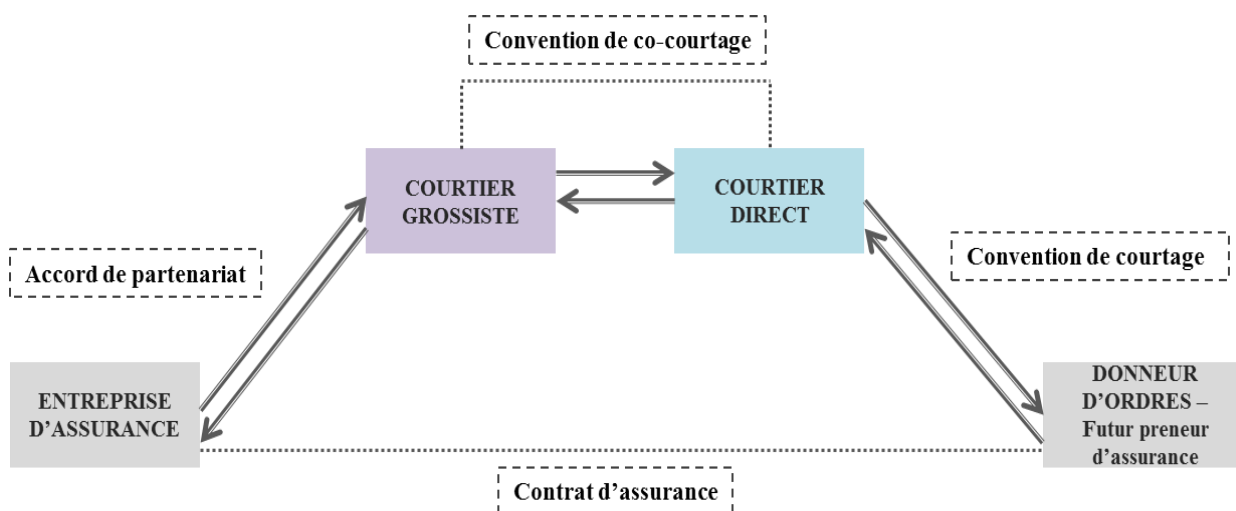 Convention de co-courtage
COURTIER
GROSSISTE
COURTIER
DIRECT
Accord de partenariat
Convention de courtage
ENTREPRISE
D’ASSURANCE
DONNEUR
D’ORDRES –
Futur preneur
d’assurance
Contrat d’assurance